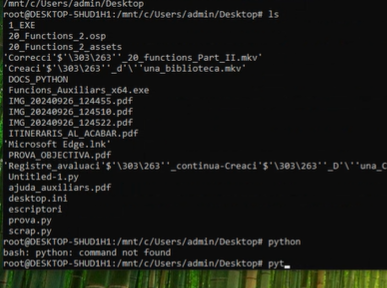 /mnt/c/Users/admin/Desktop
root@DESKTOP-5HUD1H1:/mnt/c/Users/admin/Desktop# ls
1_EXE
20_Functions_2.osp
20_Functions_2_assets
'Correcci'$'\303\263''_20_functions_Part_II.mkv'
'Creaci'$'\303\263''_d'\''una_biblioteca.mkv'
DOCS_PYTHON
Funcions_Auxiliars_x64.exe
IMG_20240926_124455.pdf
IMG_20240926_124510.pdf
IMG_20240926_124522.pdf
ITINERARIS_AL_ACABAR.pdf
'Microsoft Edge.lnk'
PROVA_OBJECTIVA.pdf
'Registre_avaluaci'$'\303\263''_continua-Creaci'$'\303\263''_D'\''una_C
Untitled-1.py
ajuda_auxiliars.pdf
desktop.ini
escriptori
prova.py
scrap.py
root@DESKTOP-5HUD1H1:/mnt/c/Users/admin/Desktop# python
bash: python: command not found
root@DESKTOP-5HUD1H1:/mnt/c/Users/admin/Desktop# pyt